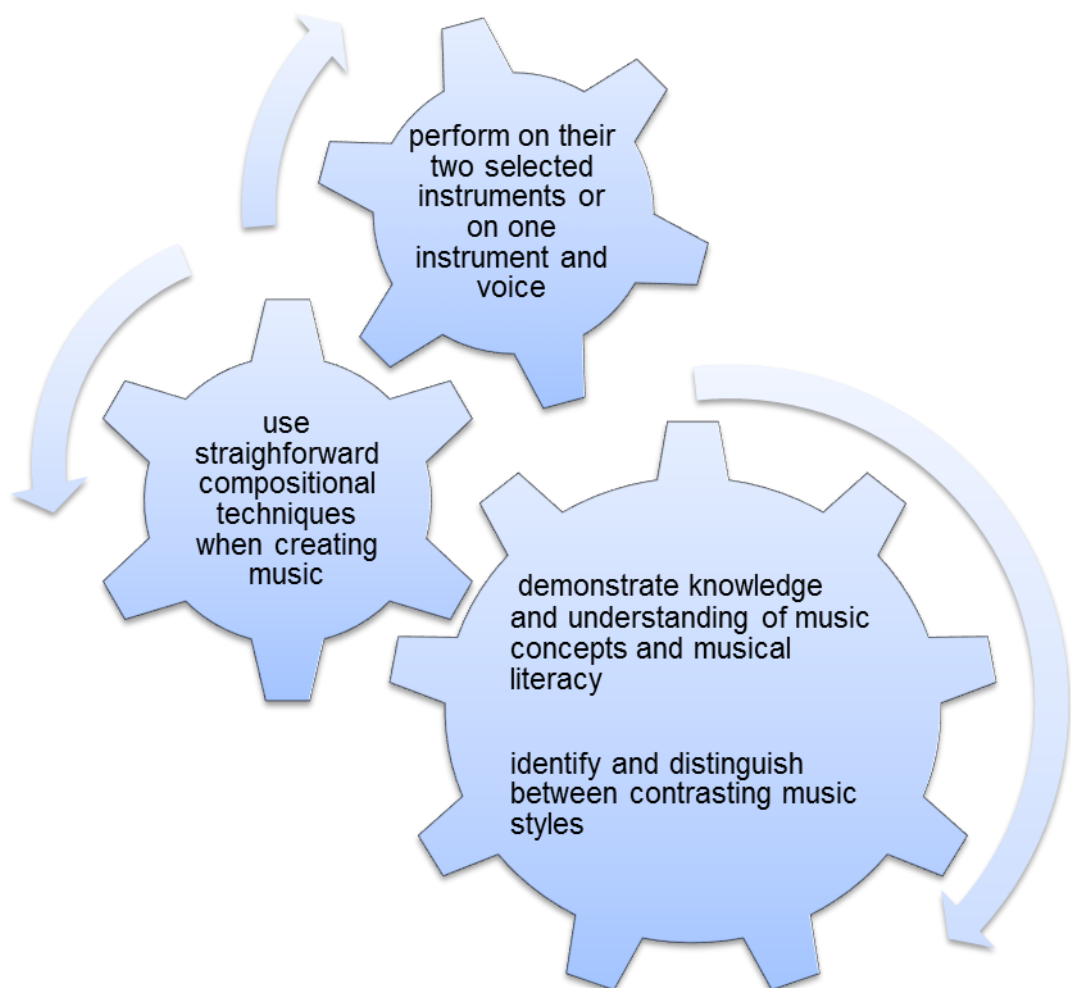 perform on their
two selected
instruments or
on one
instrument and
voice
use
straighforward
compositional
techniques
when creating
music
demonstrate knowledge
and understanding of music
concepts and musical
literacy
identify and distinguish
between contrasting music
styles